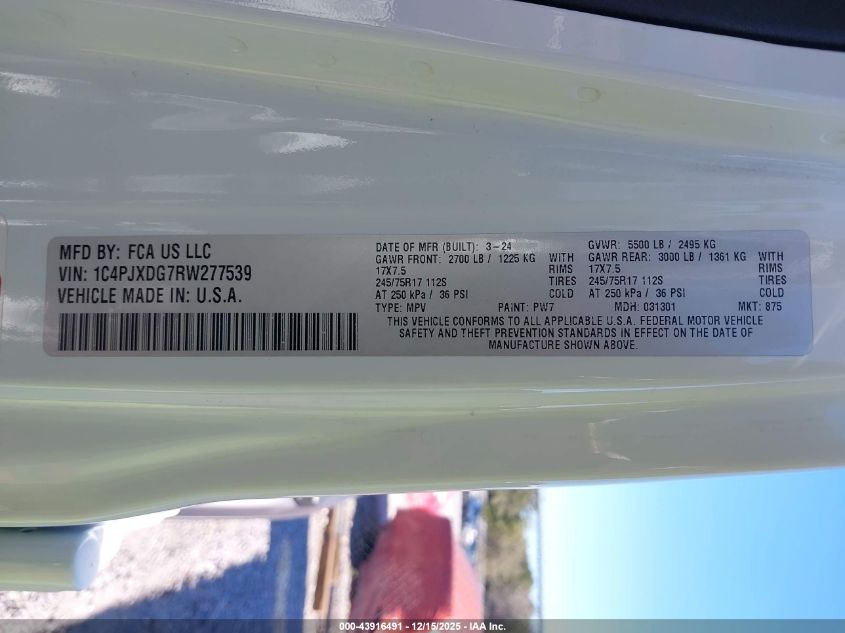 MFD BY: FCA US LLC
VIN: 1C4PJXDG7RW277539
VEHICLE MADE IN: U.S.A.
DATE OF MFR (BUILT): 3-24
GAWR FRONT: 2700 LB / 1225 KG WITH
17X7.5 RIMS
245/75R17 112S TIRES
AT 250 kPa / 36 PSI COLD
TYPE: MPV PAINT: PW7
GVWR: 5500 LB / 2495 KG
GAWR REAR: 3000 LB / 1361 KG WITH
17X7.5 RIMS
245/75R17 112S TIRES
AT 250 kPa / 36 PSI COLD
MDH: 031301 MKT: 875
THIS VEHICLE CONFORMS TO ALL APPLICABLE U.S.A. FEDERAL MOTOR VEHICLE
SAFETY AND THEFT PREVENTION STANDARDS IN EFFECT ON THE DATE OF
MANUFACTURE SHOWN ABOVE.
000-43916491 - 12/15/2025 - IAA Inc.